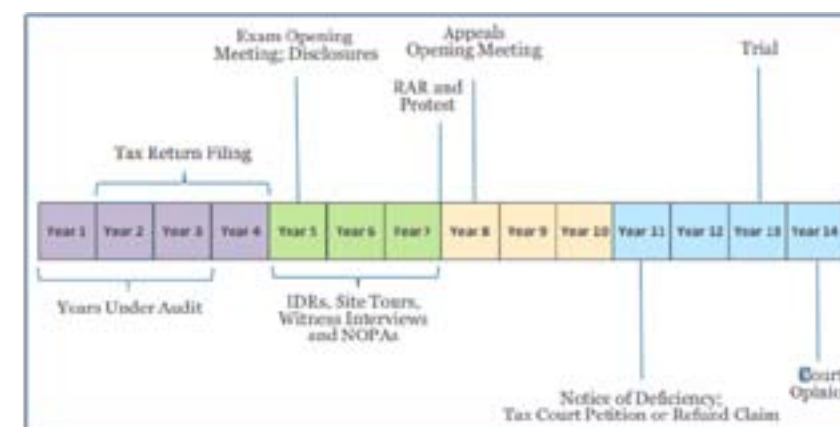 Exam Opening
Meeting; Disclosures
Appeals
Opening Meeting
Trial
RAR and
Protest
Tax Return Filing
Year 1 Year 2 Year 3 Year 4 Year 5 Year 6 Year 7 Year 8 Year 9 Year 10 Year 11 Year 12 Year 13 Year 14
Years Under Audit
IDRs, Site Tours,
Witness Interviews
and NOPAs
Court
Opinio
Notice of Deficiency;
Tax Court Petition or Refund Claim